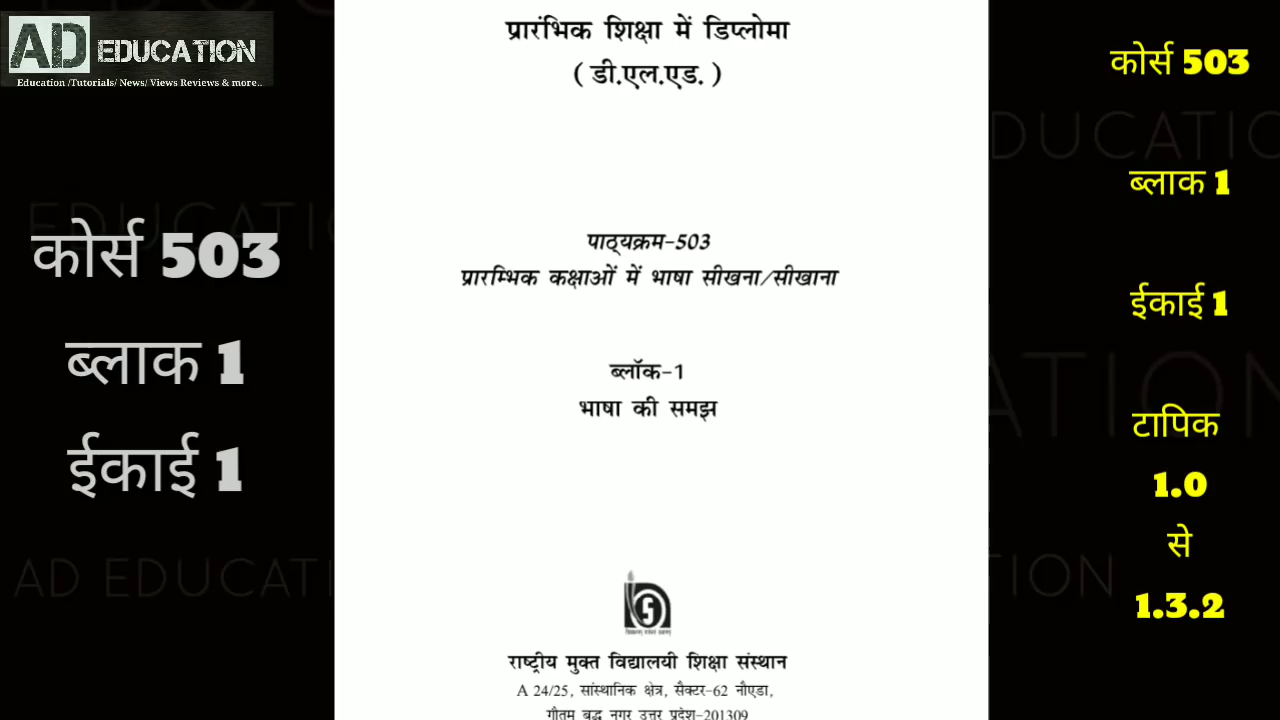 AD EDUCATION
Education /Tutorials/ News/ Views Reviews & more..
कोर्स 503
ब्लाक 1
ईकाई 1
प्रारंभिक शिक्षा में डिप्लोमा
( डी.एल.एड. )
पाठ्यक्रम-503
प्रारम्भिक कक्षाओं में भाषा सीखना/सीखाना
ब्लॉक-1
भाषा की समझ
राष्ट्रीय मुक्त विद्यालयी शिक्षा संस्थान
A 24/25, सांस्थानिक क्षेत्र, सैक्टर-62 नौएडा,
गौतम बुद्ध नगर उत्तर प्रदेश-201309
कोर्स 503
ब्लाक 1
ईकाई 1
टापिक
1.0
से
1.3.2
AD EDUCATI